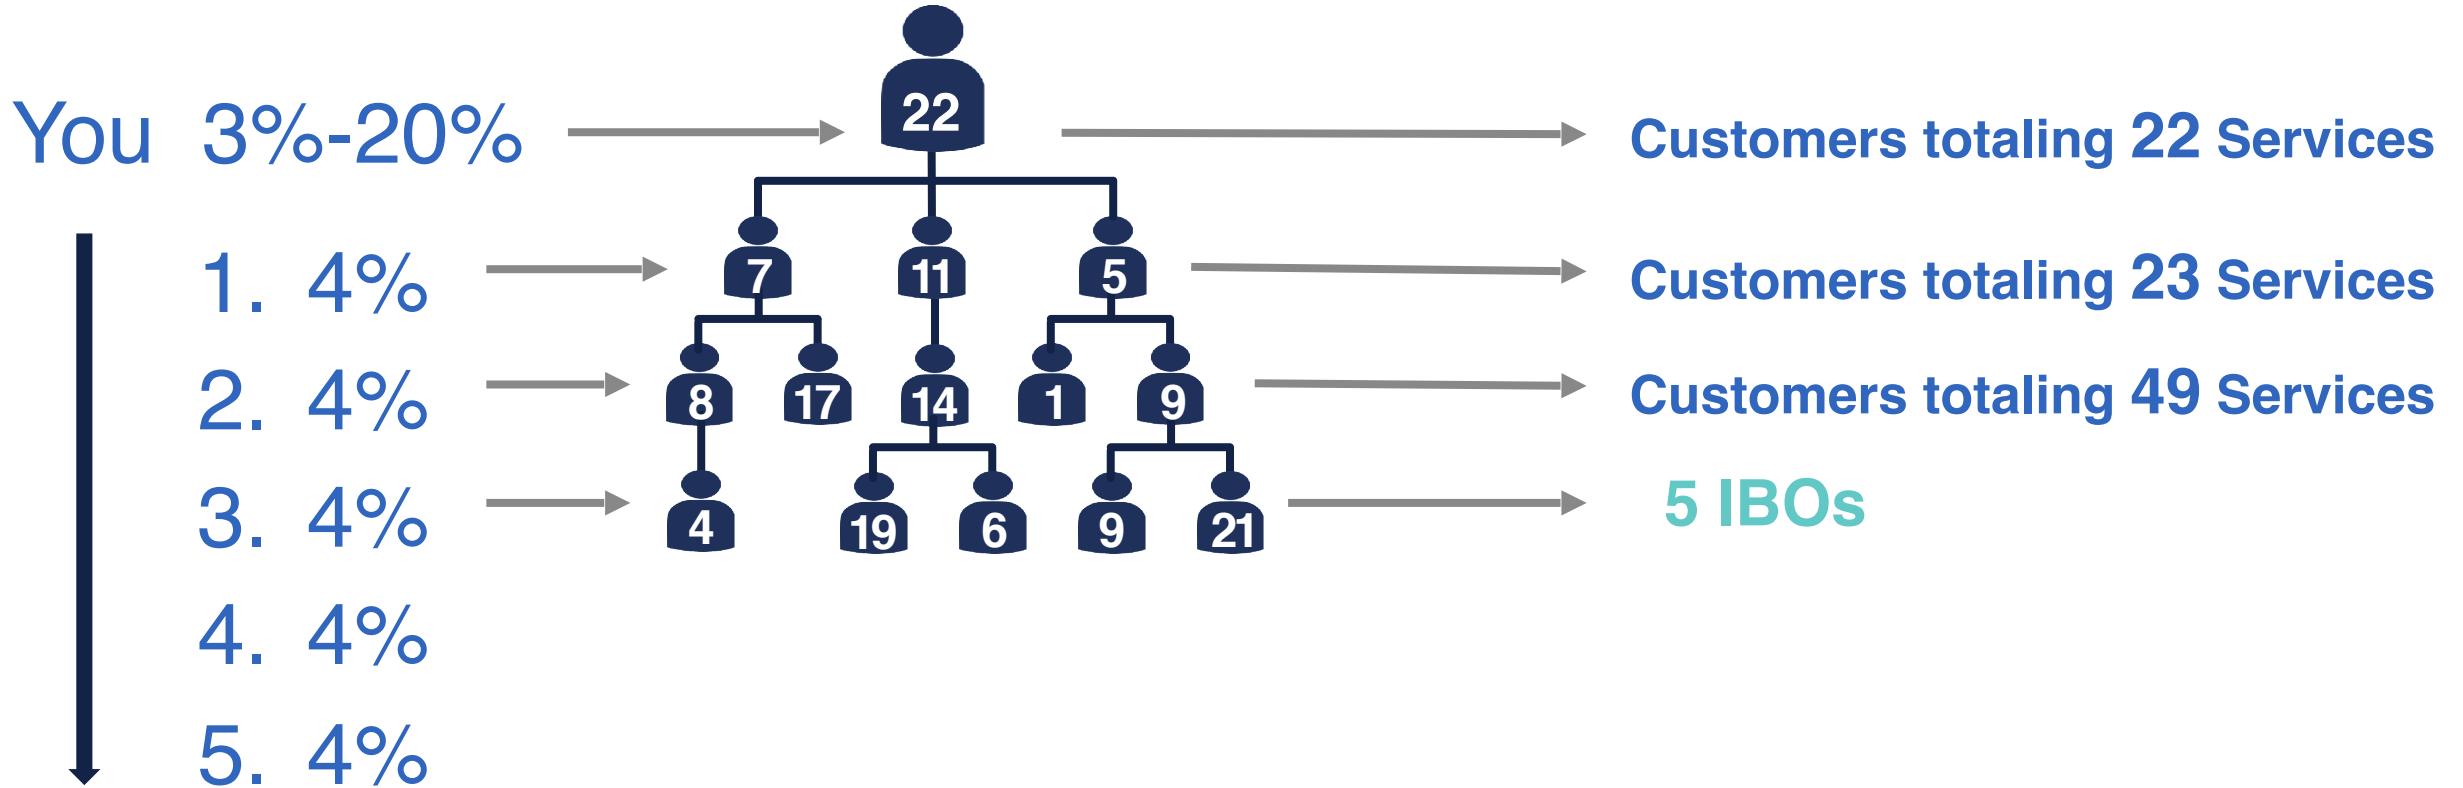 You 3%-20% 22 Customers totaling 22 Services
1. 4% 7 11 5 Customers totaling 23 Services
2. 4% 8 17 14 1 9 Customers totaling 49 Services
3. 4% 4 19 6 9 21 5 IBOs
4. 4%
5. 4%